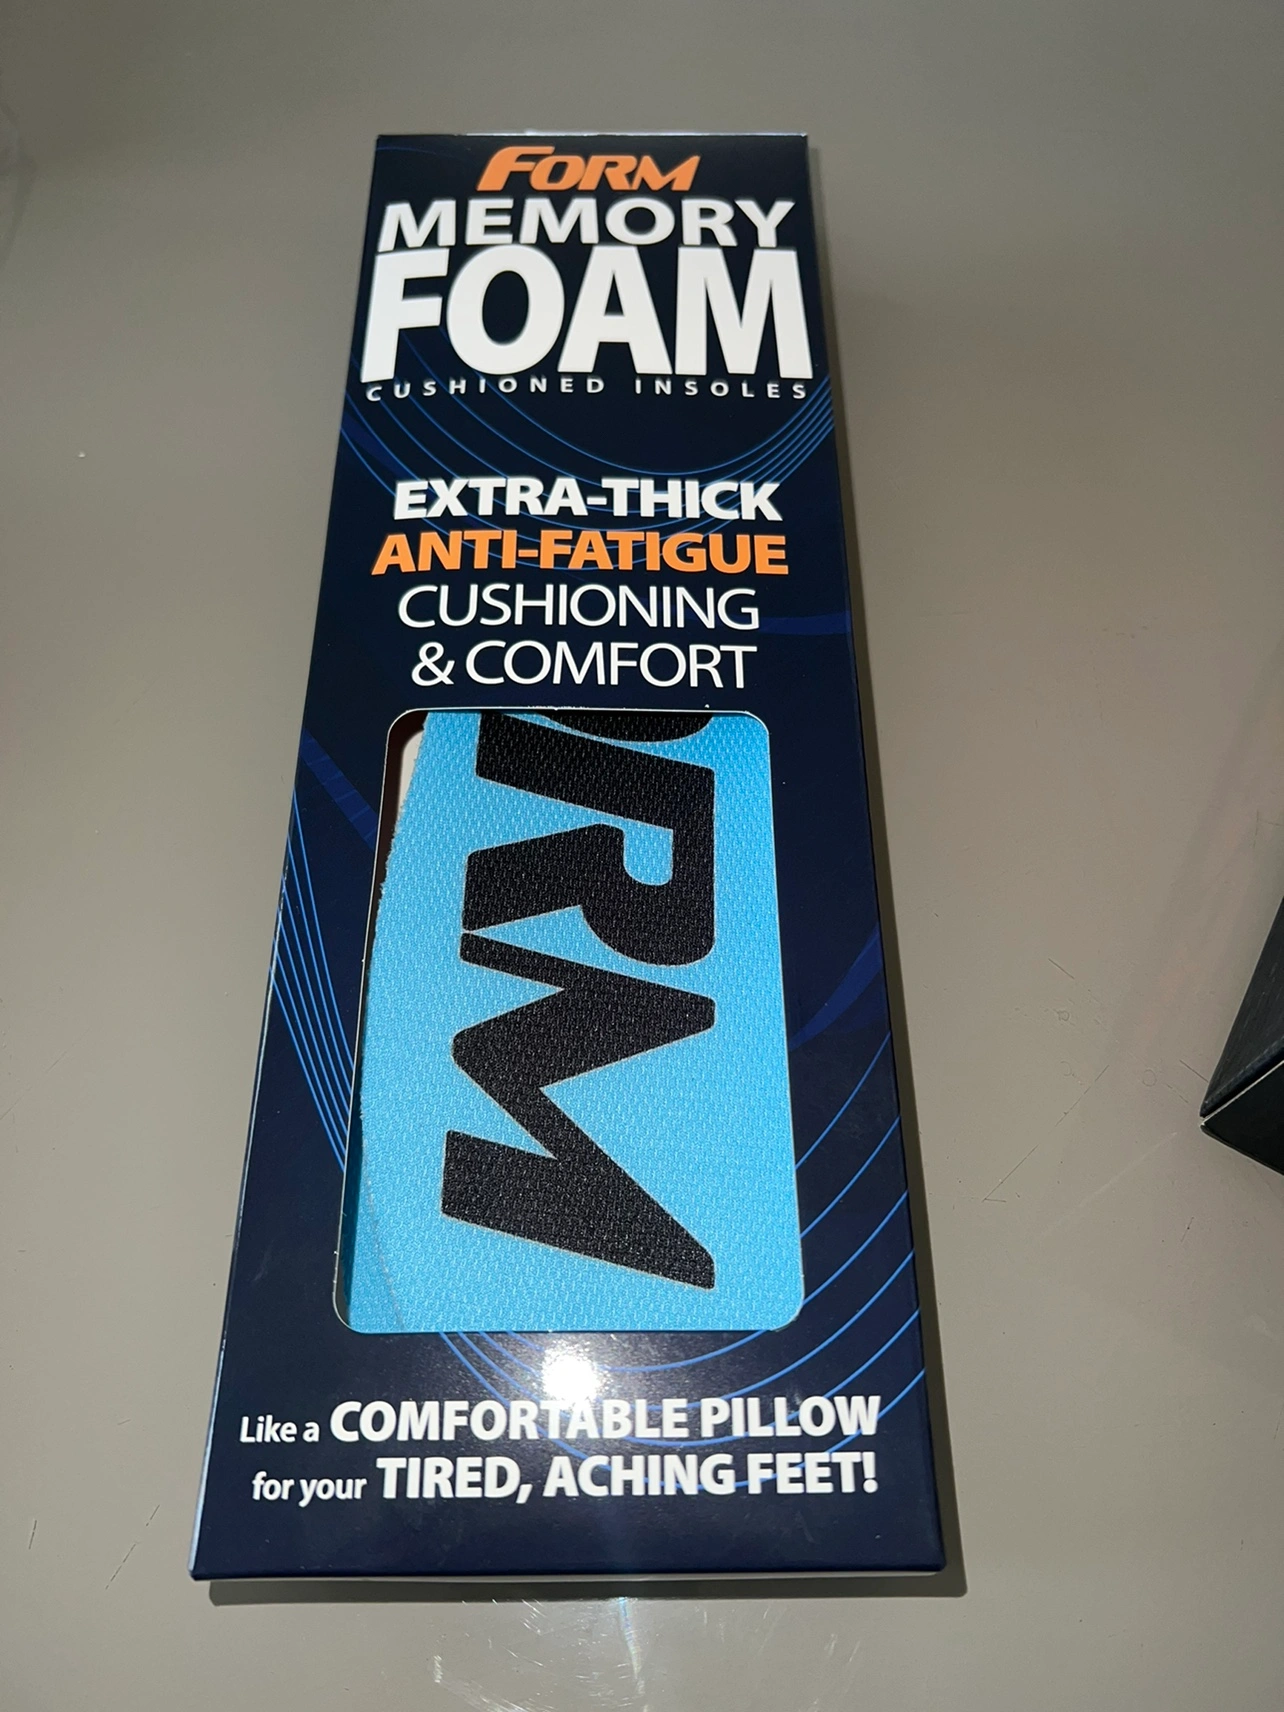 FORM
MEMORY
FOAM
CUSHIONED INSOLES
EXTRA-THICK
ANTI-FATIGUE
CUSHIONING
& COMFORT
ORM
Like a COMFORTABLE PILLOW
for your TIRED, ACHING FEET!